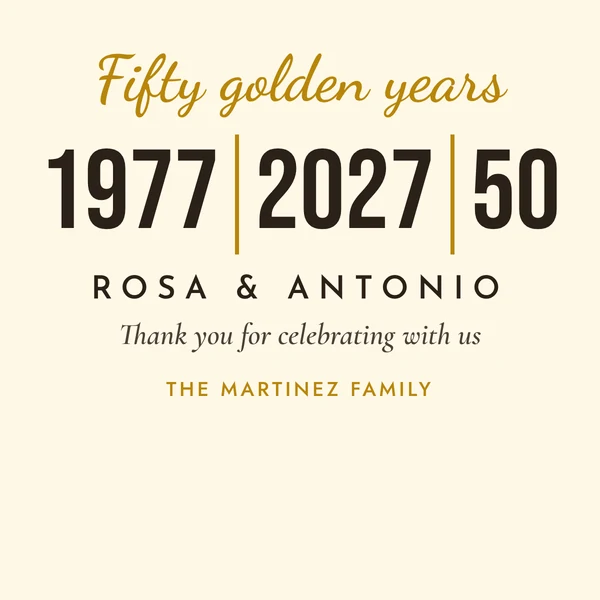 Fifty golden years
1977 2027 50
ROSA & ANTONIO
Thank you for celebrating with us
THE MARTINEZ FAMILY